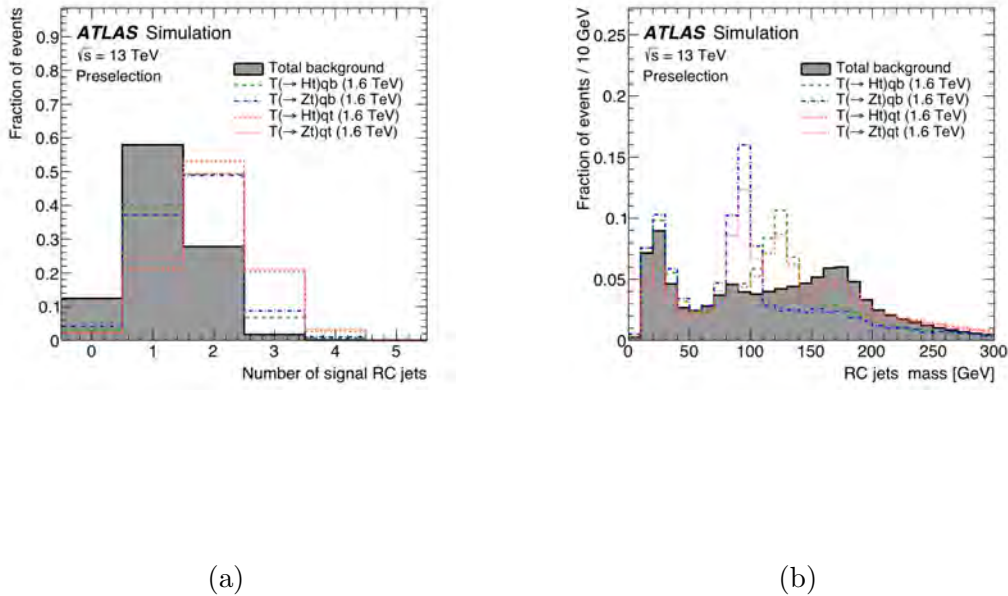 ATLAS Simulation
√s = 13 TeV
Preselection
Total background
T(→ Ht)qb (1.6 TeV)
T(→ Zt)qb (1.6 TeV)
T(→ Ht)qt (1.6 TeV)
T(→ Zt)qt (1.6 TeV)
Fraction of events
0.9
0.8
0.7
0.6
0.5
0.4
0.3
0.2
0.1
0
0 1 2 3 4 5
Number of signal RC jets
(a)
ATLAS Simulation
√s = 13 TeV
Preselection
Total background
T(→ Ht)qb (1.6 TeV)
T(→ Zt)qb (1.6 TeV)
T(→ Ht)qt (1.6 TeV)
T(→ Zt)qt (1.6 TeV)
Fraction of events / 10 GeV
0.25
0.2
0.15
0.1
0.05
0
0 50 100 150 200 250 300
RC jets mass [GeV]
(b)